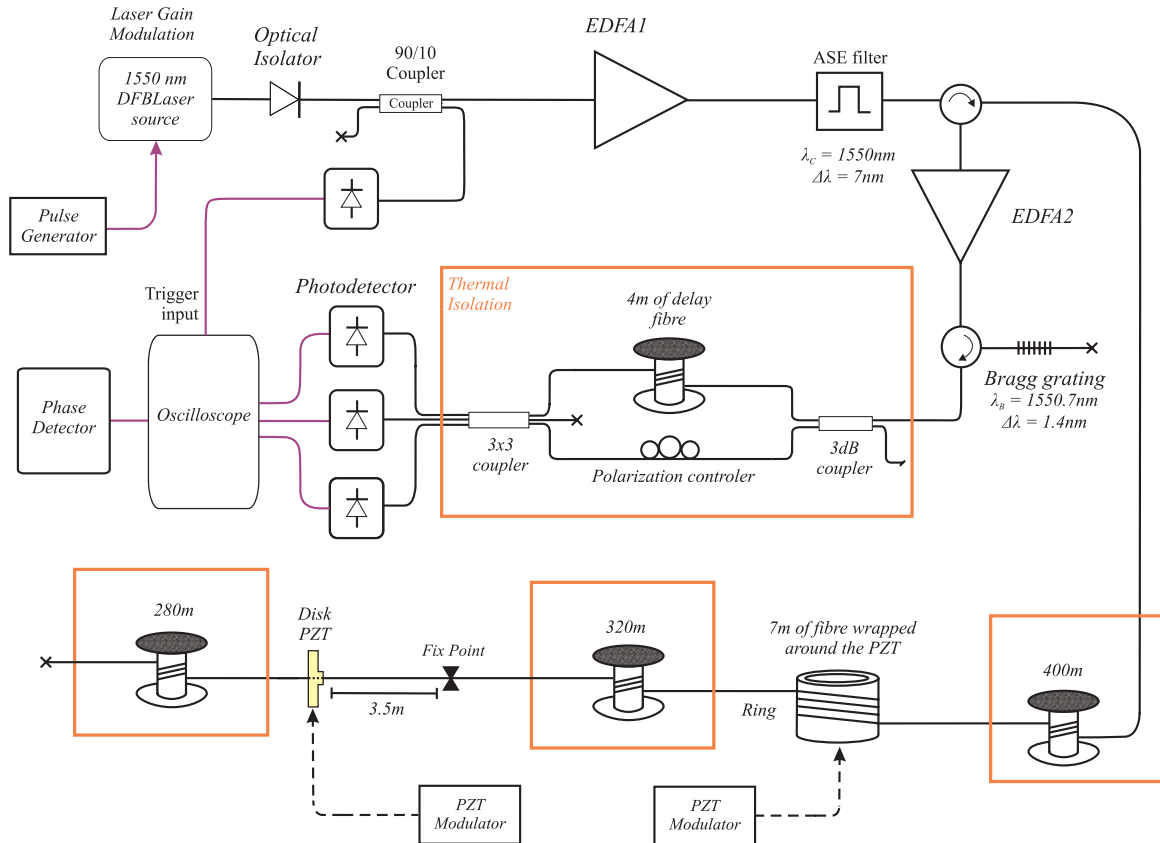 Laser Gain
Modulation
1550 nm
DFBLaser
source
Optical
Isolator
90/10
Coupler
Coupler
EDFA1
ASE filter
λC = 1550nm
Δλ = 7nm
Pulse
Generator
EDFA2
Trigger
input
Photodetector
Thermal
Isolation
4m of delay
fibre
Bragg grating
λB = 1550.7nm
Δλ = 1.4nm
Phase
Detector
Oscilloscope
3x3
coupler
Polarization controler
3dB
coupler
280m
Disk
PZT
Fix Point
3.5m
320m
7m of fibre wrapped
around the PZT
Ring
400m
PZT
Modulator
PZT
Modulator